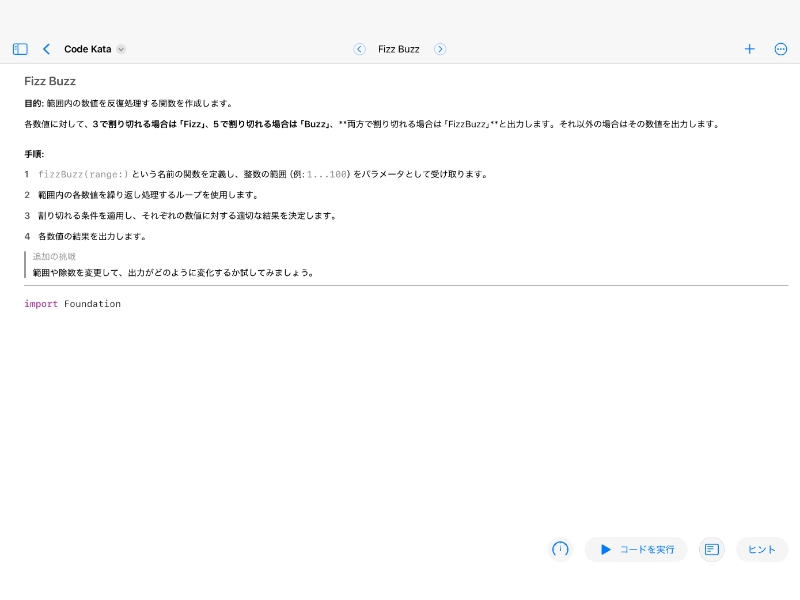 Code Kata
Fizz Buzz
Fizz Buzz
目的: 範囲内の数値を反復処理する関数を作成します。
各数値に対して、3で割り切れる場合は「Fizz」、5で割り切れる場合は「Buzz」、**両方で割り切れる場合は「FizzBuzz」**と出力します。それ以外の場合はその数値を出力します。
手順:
1 fizzBuzz(range:) という名前の関数を定義し、整数の範囲 (例: 1...100) をパラメータとして受け取ります。
2 範囲内の各数値を繰り返し処理するループを使用します。
3 割り切れる条件を適用し、それぞれの数値に対する適切な結果を決定します。
4 各数値の結果を出力します。
追加の挑戦
範囲や除数を変更して、出力がどのように変化するか試してみましょう。
import Foundation
コードを実行
ヒント